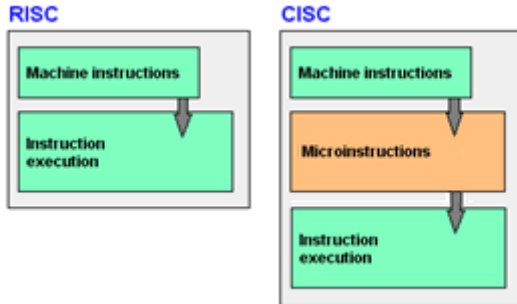 RISC
Machine instructions
Instruction
execution
CISC
Machine instructions
Microinstructions
Instruction
execution